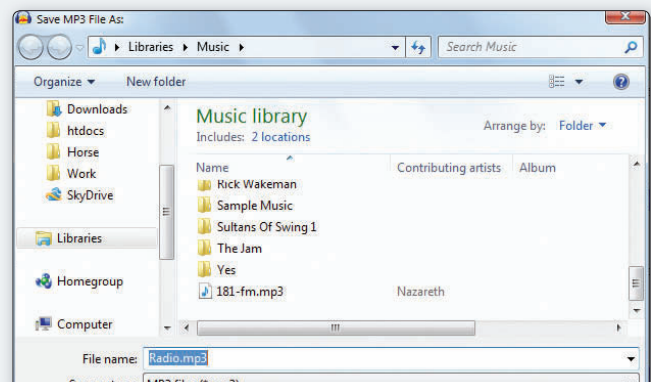 Save MP3 File As:
Libraries Music Search Music
Organize New folder
Downloads
htdocs
Horse
Work
SkyDrive
Libraries
Homegroup
Computer
Music library
Includes: 2 locations
Arrange by: Folder
Name Contributing artists Album
Rick Wakeman
Sample Music
Sultans Of Swing 1
The Jam
Yes
181-fm.mp3 Nazareth
File name: Radio.mp3